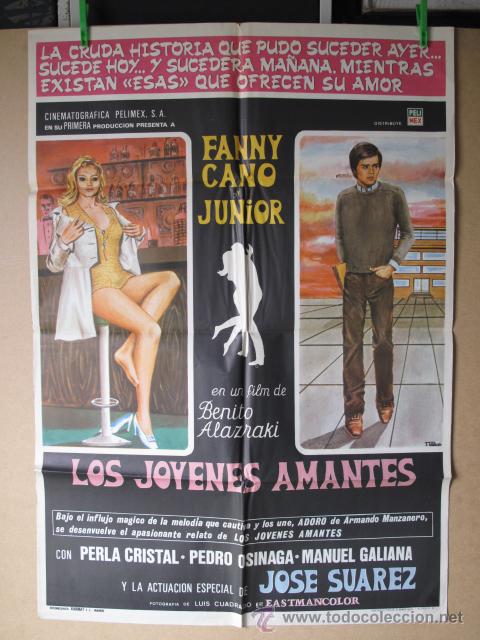 LA CRUDA HISTORIA QUE PUDO SUCEDER AYER...
SUCEDE HOY... Y SUCEDERA MAÑANA, MIENTRAS
EXISTAN «ESAS» QUE OFRECEN SU AMOR
CINEMATOGRAFICA PELIMEX, S.A.
EN SU PRIMERA PRODUCCION PRESENTA A
DISTRIBUYE
PELI
MEX
FANNY
CANO
JUNIOR
en un film de
Benito
Alazraki
LOS JOVENES AMANTES
Bajo el influjo magico de la melodía que cautiva y los une, ADORO de Armando Manzanero,
se desenvuelve el apasionante relato de LOS JOVENES AMANTES
CON PERLA CRISTAL · PEDRO OSINAGA · MANUEL GALIANA
Y LA ACTUACION ESPECIAL DE JOSE SUAREZ
FOTOGRAFIA DE LUIS CUADRADO EN EASTMANCOLOR
todocoleccion.net